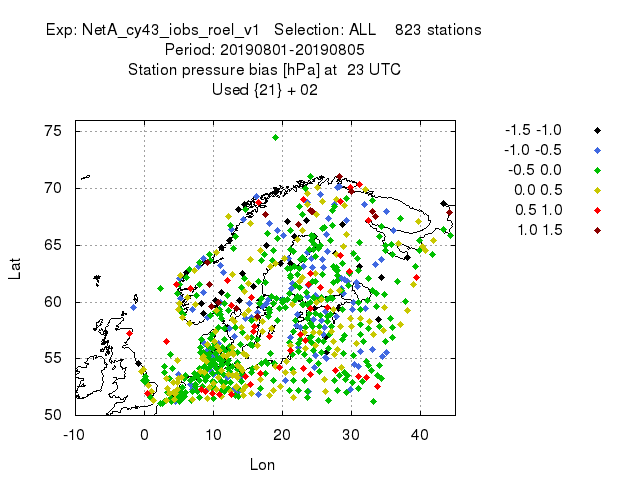 Exp: NetA_cy43_iobs_roel_v1   Selection: ALL    823 stations
Period: 20190801-20190805
Station pressure bias [hPa] at  23 UTC
Used {21} + 02
75
70
65
60
55
50
-10 0 10 20 30 40
Lat
Lon
-1.5 -1.0
-1.0 -0.5
-0.5 0.0
0.0 0.5
0.5 1.0
1.0 1.5